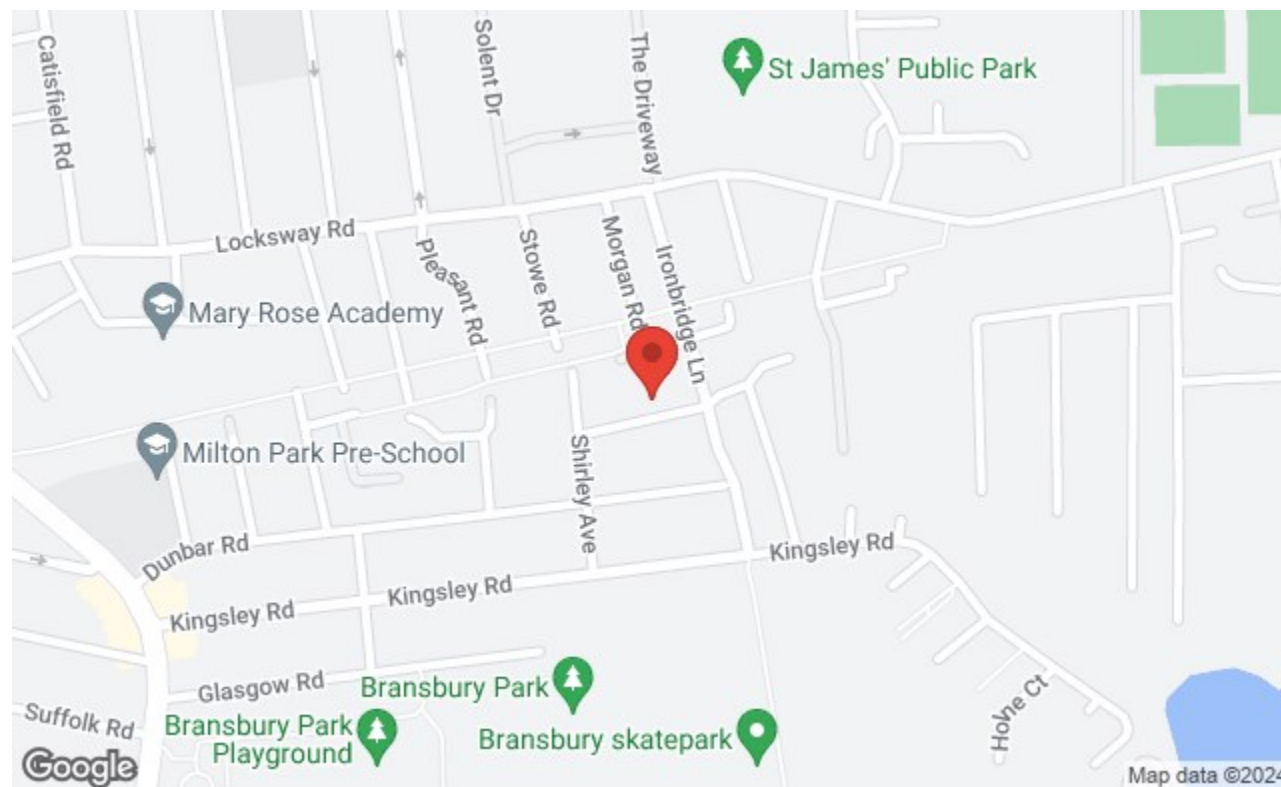 Catisfield Rd
Solent Dr
The Driveway
St James' Public Park
Locksway Rd
Pleasant Rd
Stowe Rd
Morgan Rd
Ironbridge Ln
Mary Rose Academy
Milton Park Pre-School
Shirley Ave
Dunbar Rd
Kingsley Rd
Kingsley Rd
Kingsley Rd
Glasgow Rd
Bransbury Park
Suffolk Rd
Bransbury Park
Playground
Bransbury skatepark
Holne Ct
Google
Map data ©2024